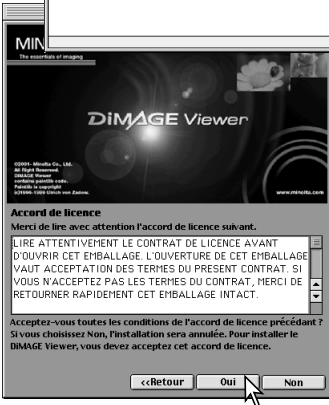 MIN
The essentials of imaging
DiMAGE Viewer
©2001- Minolta Co., Ltd.
All Right Reserved.
DiMAGE Viewer
contains paintlib code.
Paintlib is copyright
(c)1996-1999 Ulrich von Zadow.
www.minolta.com
Accord de licence
Merci de lire avec attention l'accord de licence suivant.
LIRE ATTENTIVEMENT LE CONTRAT DE LICENCE AVANT
D'OUVRIR CET EMBALLAGE. L'OUVERTURE DE CET EMBALLAGE
VAUT ACCEPTATION DES TERMES DU PRESENT CONTRAT. SI
VOUS N'ACCEPTEZ PAS LES TERMES DU CONTRAT, MERCI DE
RETOURNER RAPIDEMENT CET EMBALLAGE INTACT.
Acceptez-vous toutes les conditions de l'accord de licence précédant ?
Si vous choisissez Non, l'installation sera annulée. Pour installer le
DiMAGE Viewer, vous devez acceptez cet accord de licence.
<<Retour Oui Non